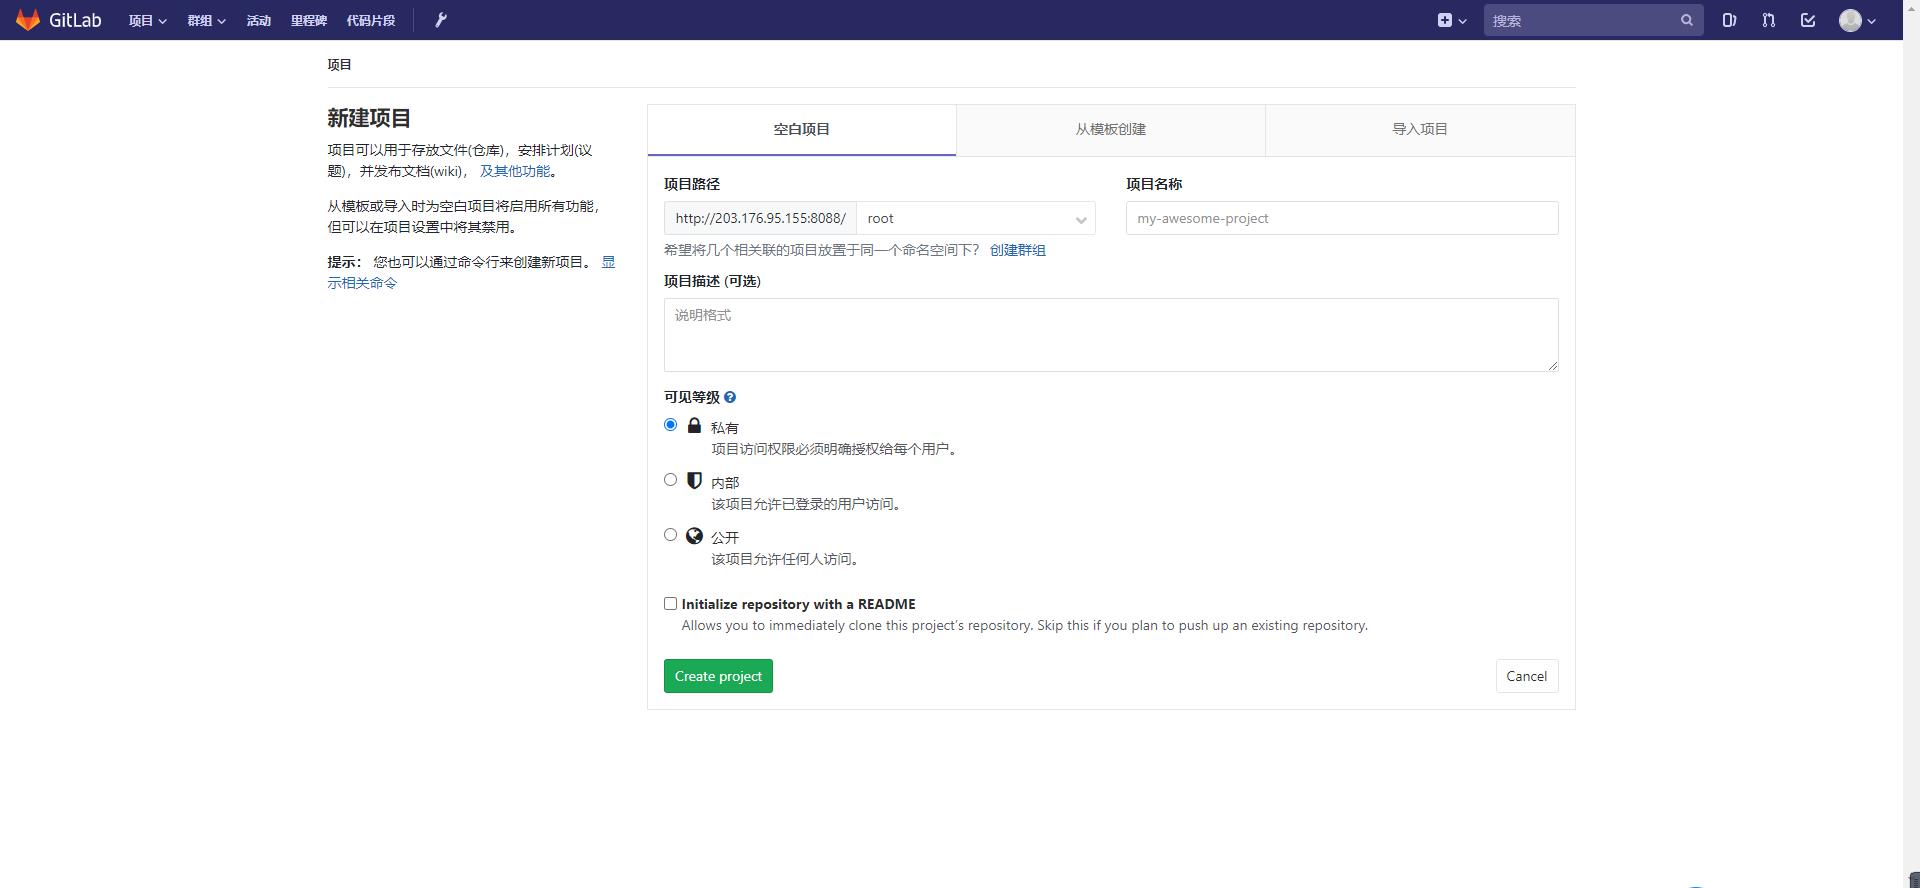 GitLab 项目 群组 活动 里程碑 代码片段 搜索
项目
新建项目
项目可以用于存放文件(仓库)，安排计划(议
题)，并发布文档(wiki)， 及其他功能。
从模板或导入时为空白项目将启用所有功能，
但可以在项目设置中将其禁用。
提示： 您也可以通过命令行来创建新项目。 显
示相关命令
空白项目 从模板创建 导入项目
项目路径 项目名称
http://203.176.95.155:8088/ root my-awesome-project
希望将几个相关联的项目放置于同一个命名空间下？ 创建群组
项目描述 (可选)
说明格式
可见等级
私有
项目访问权限必须明确授权给每个用户。
内部
该项目允许已登录的用户访问。
公开
该项目允许任何人访问。
Initialize repository with a README
Allows you to immediately clone this project's repository. Skip this if you plan to push up an existing repository.
Create project Cancel